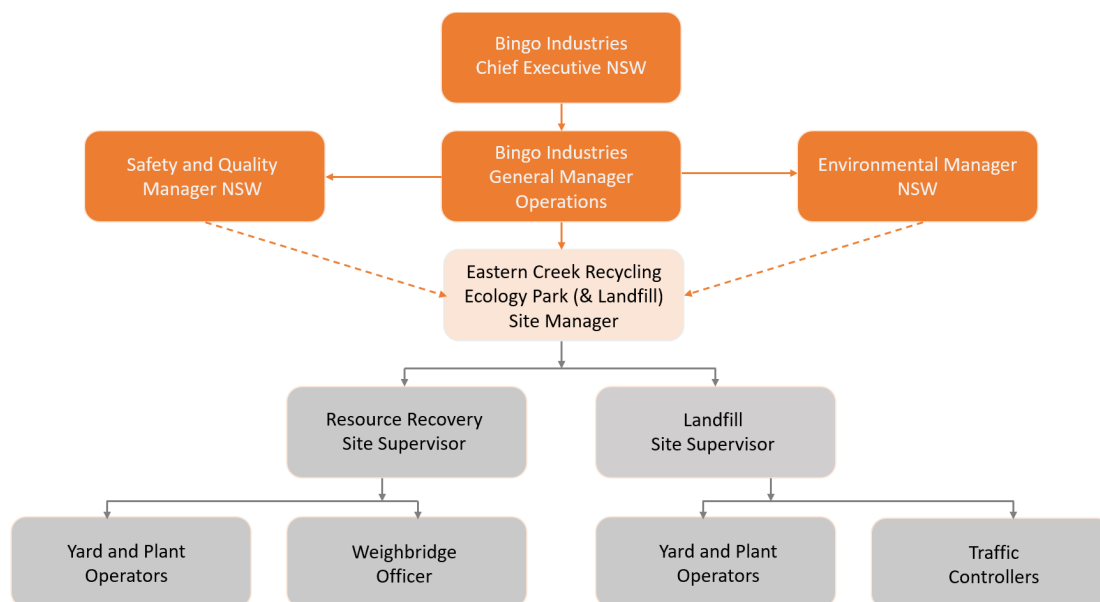 Bingo Industries
Chief Executive NSW
Safety and Quality
Manager NSW
Bingo Industries
General Manager
Operations
Environmental Manager
NSW
Eastern Creek Recycling
Ecology Park (& Landfill)
Site Manager
Resource Recovery
Site Supervisor
Landfill
Site Supervisor
Yard and Plant
Operators
Weighbridge
Officer
Yard and Plant
Operators
Traffic
Controllers